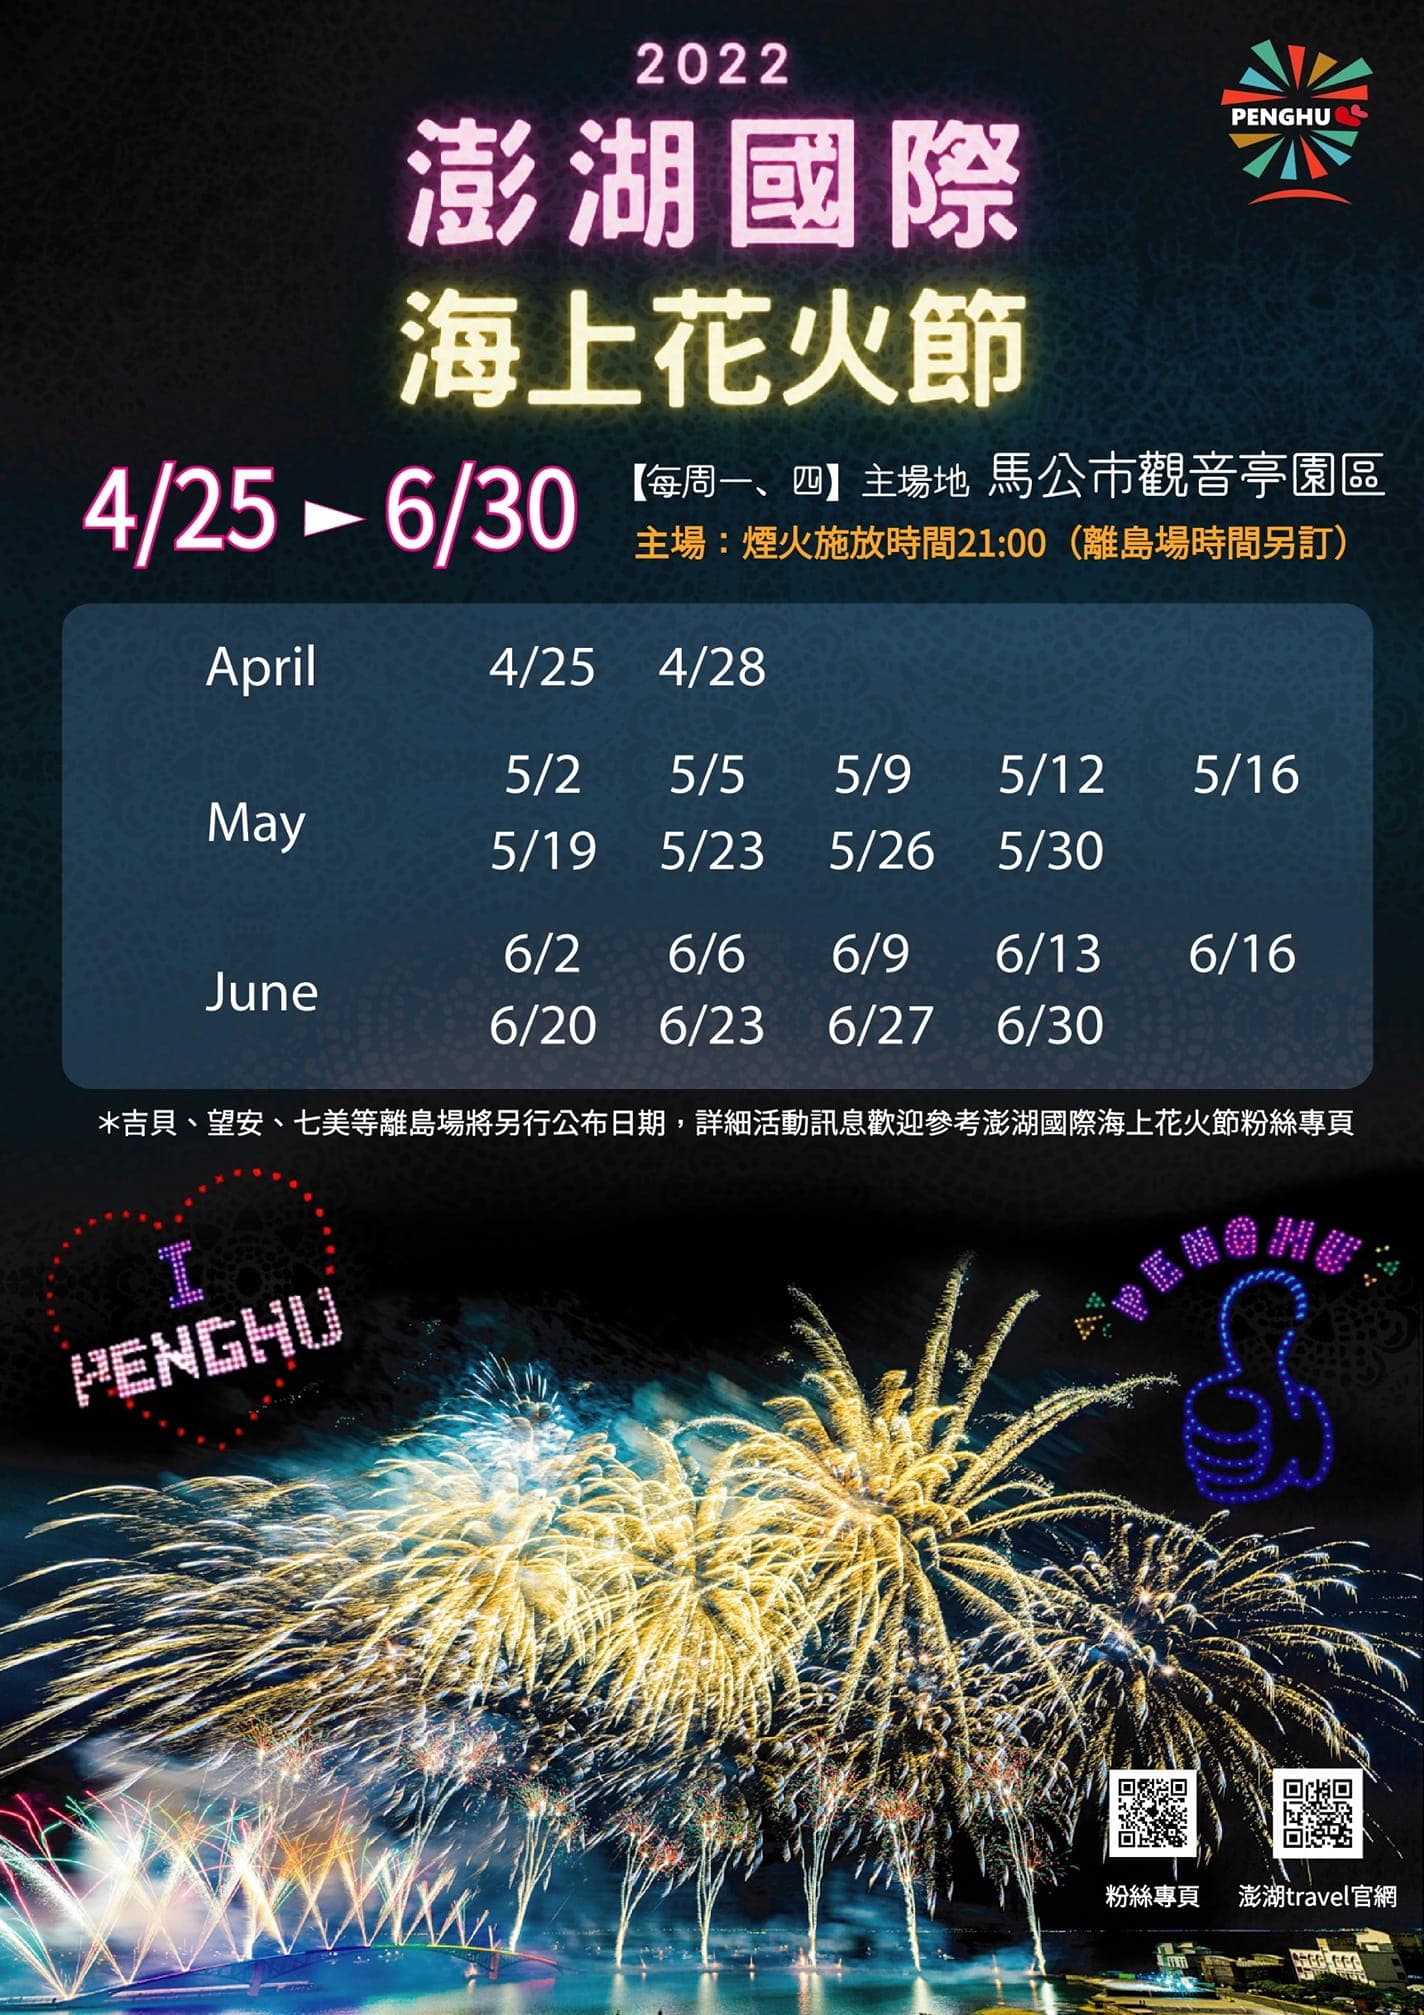 2022
澎湖國際
海上花火節
PENGHU
4/25 ► 6/30
【每周一、四】主場地 馬公市觀音亭園區
主場：煙火施放時間21:00（離島場時間另訂）
April 4/25 4/28
May 5/2 5/5 5/9 5/12 5/16
5/19 5/23 5/26 5/30
June 6/2 6/6 6/9 6/13 6/16
6/20 6/23 6/27 6/30
＊吉貝、望安、七美等離島場將另行公布日期，詳細活動訊息歡迎參考澎湖國際海上花火節粉絲專頁
I
PENGHU
PENGHU
粉絲專頁
澎湖travel官網